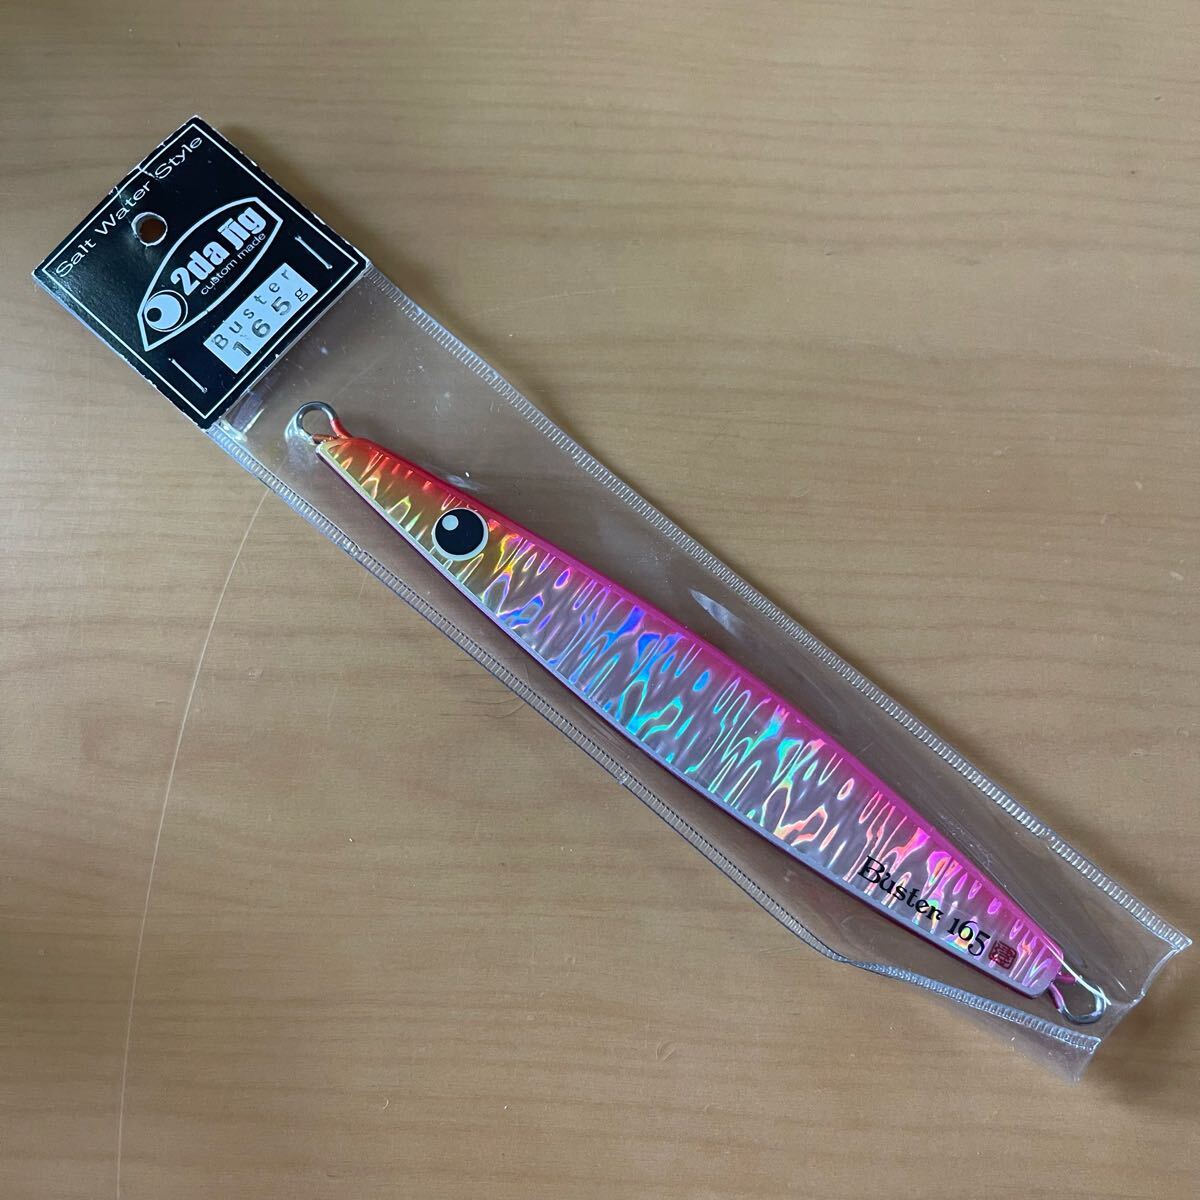 Salt Water Style
2da jig
custom made
Buster
165g
Buster 165